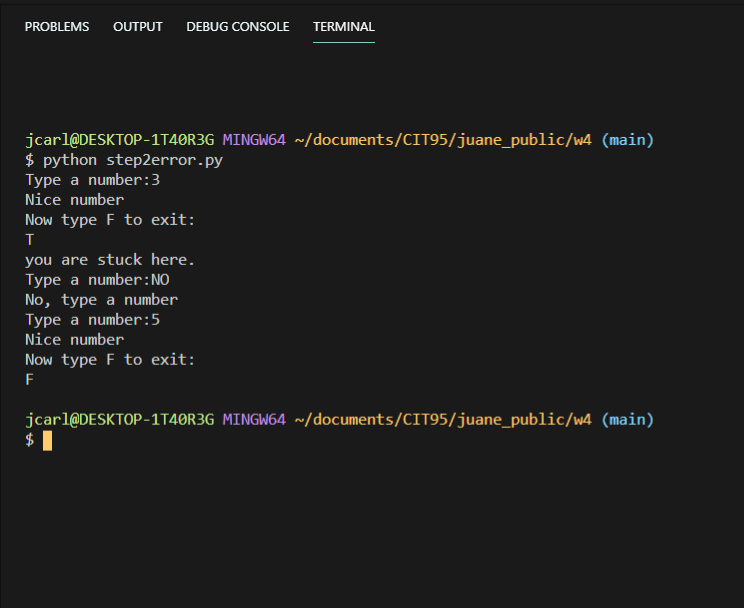 PROBLEMS OUTPUT DEBUG CONSOLE TERMINAL
jcarl@DESKTOP-1T40R3G MINGW64 ~/documents/CIT95/juane_public/w4 (main)
$ python step2error.py
Type a number:3
Nice number
Now type F to exit:
T
you are stuck here.
Type a number:NO
No, type a number
Type a number:5
Nice number
Now type F to exit:
F
jcarl@DESKTOP-1T40R3G MINGW64 ~/documents/CIT95/juane_public/w4 (main)
$